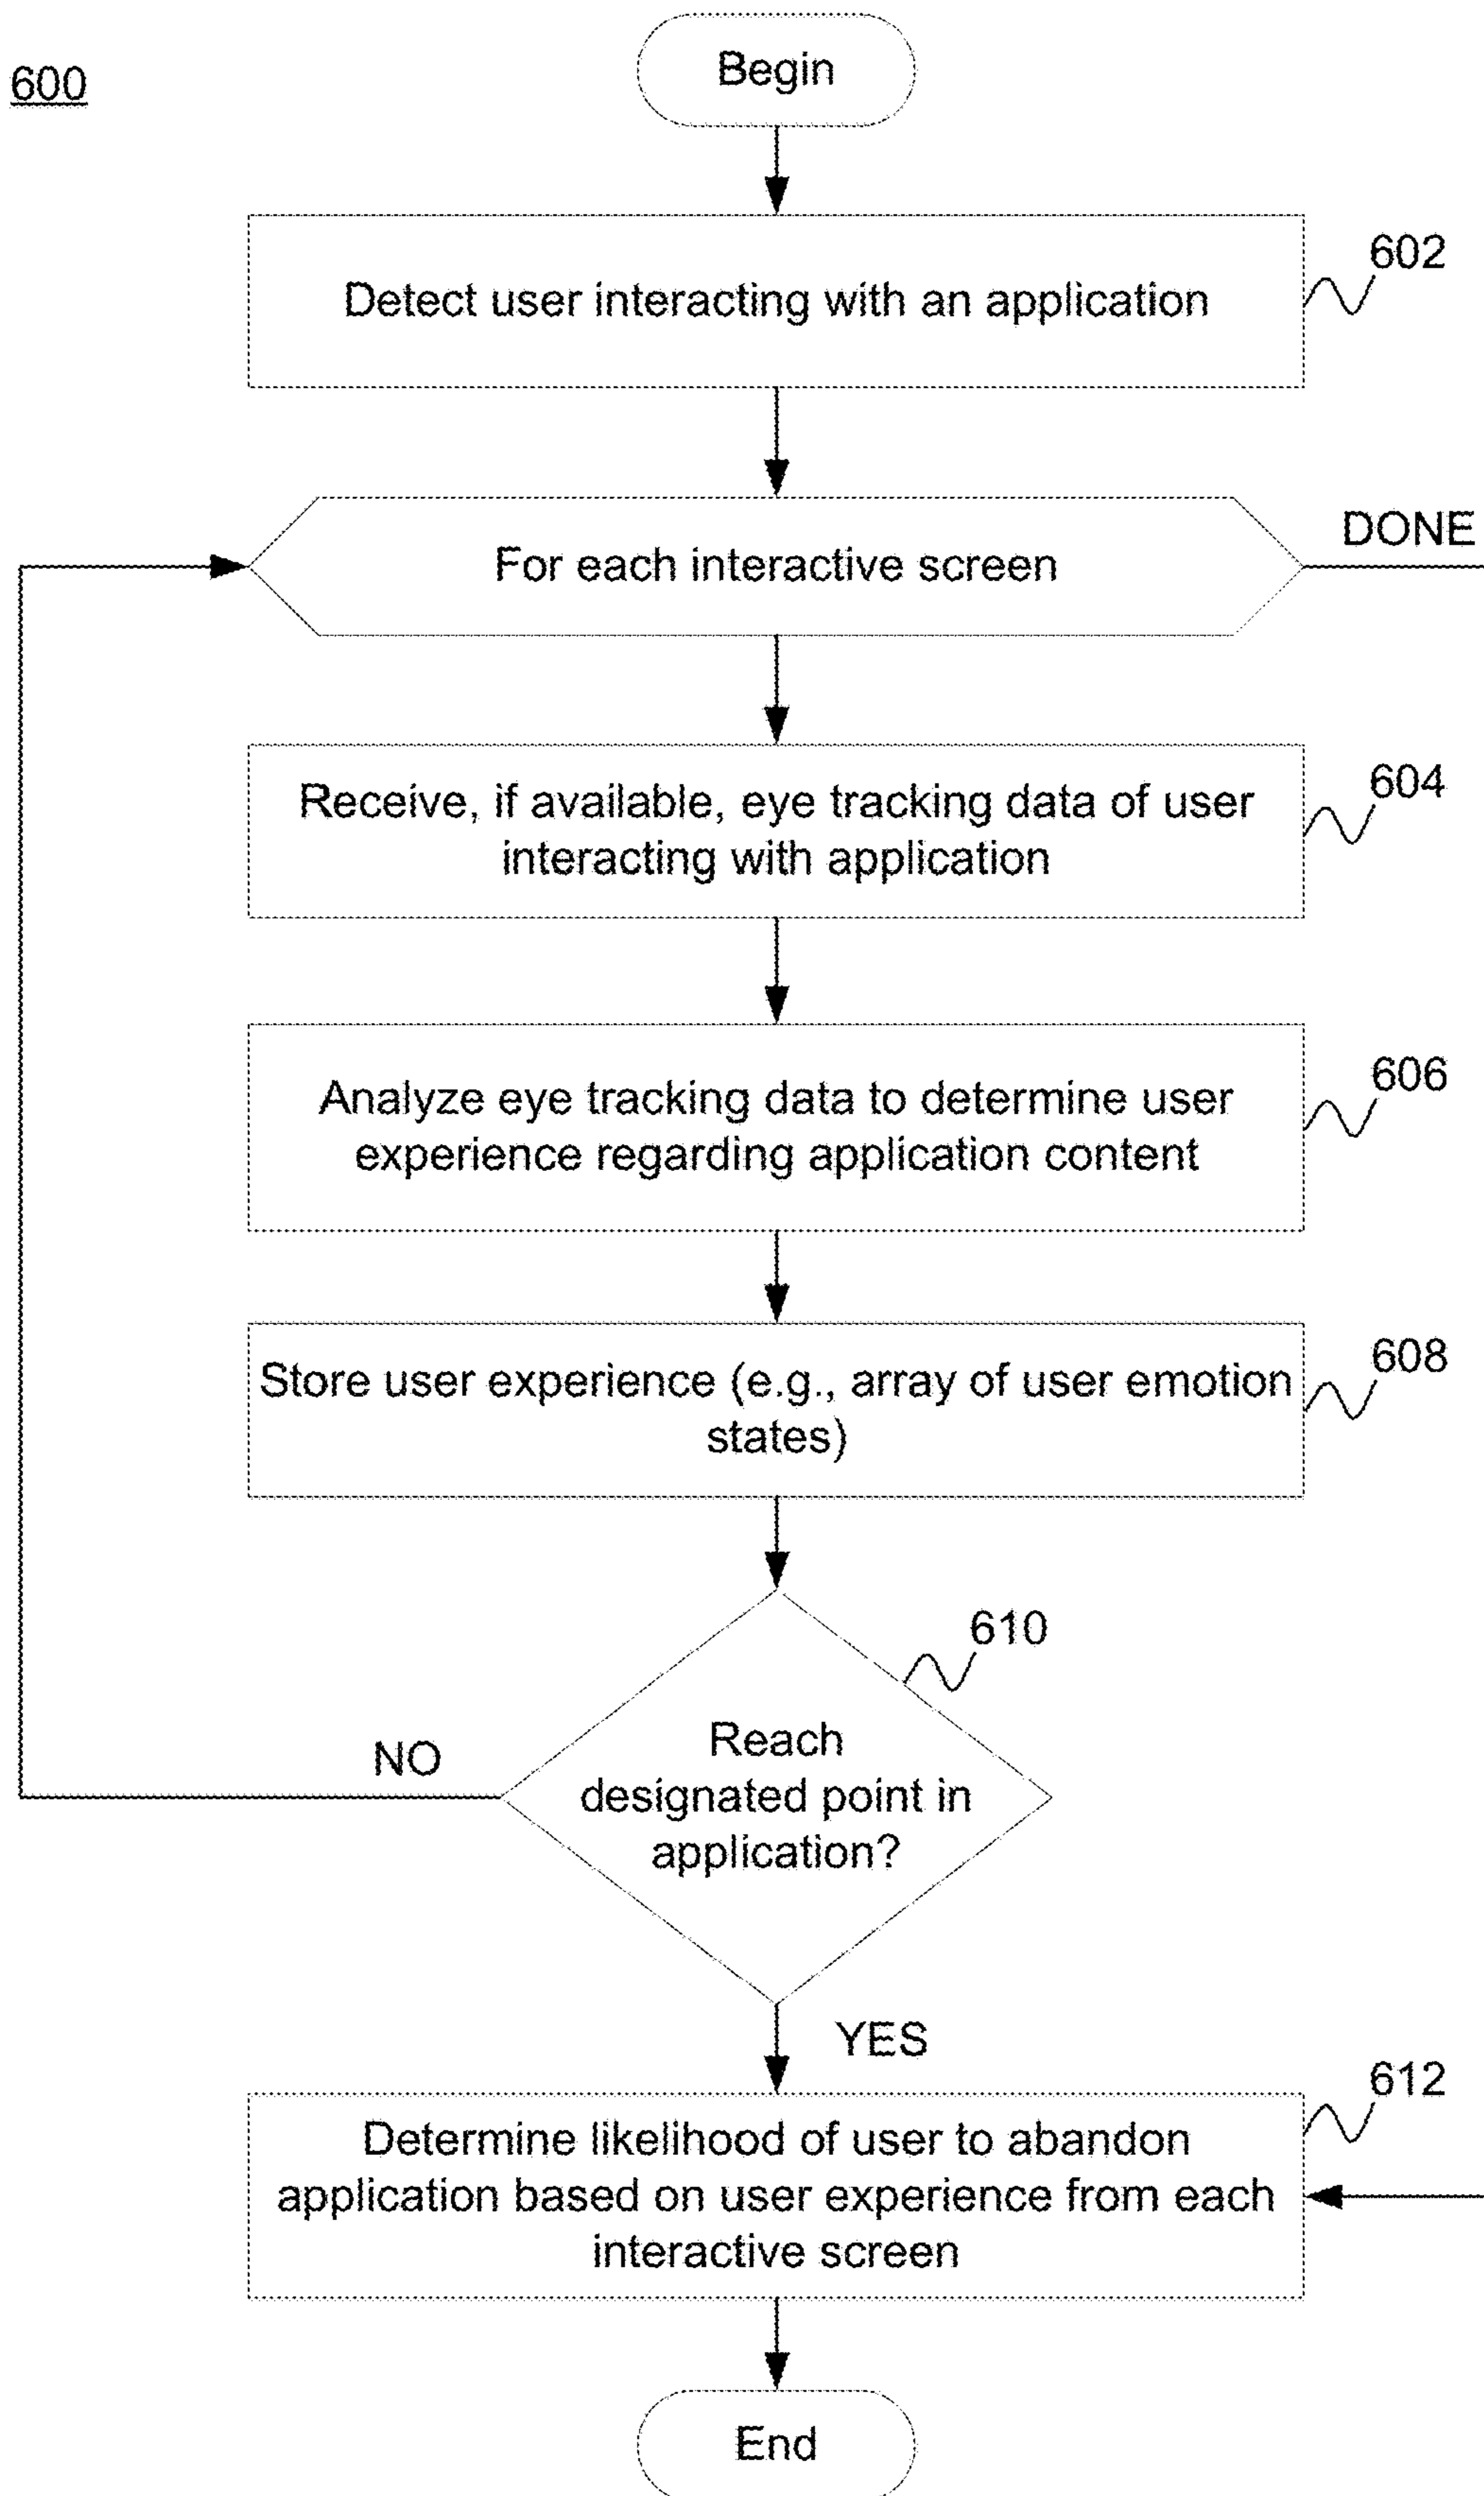 600
Begin
602
Detect user interacting with an application
DONE
For each interactive screen
604
Receive, if available, eye tracking data of user
interacting with application
606
Analyze eye tracking data to determine user
experience regarding application content
608
Store user experience (e.g., array of user emotion
states)
610
Reach
designated point in
application?
NO
YES
612
Determine likelihood of user to abandon
application based on user experience from each
interactive screen
End